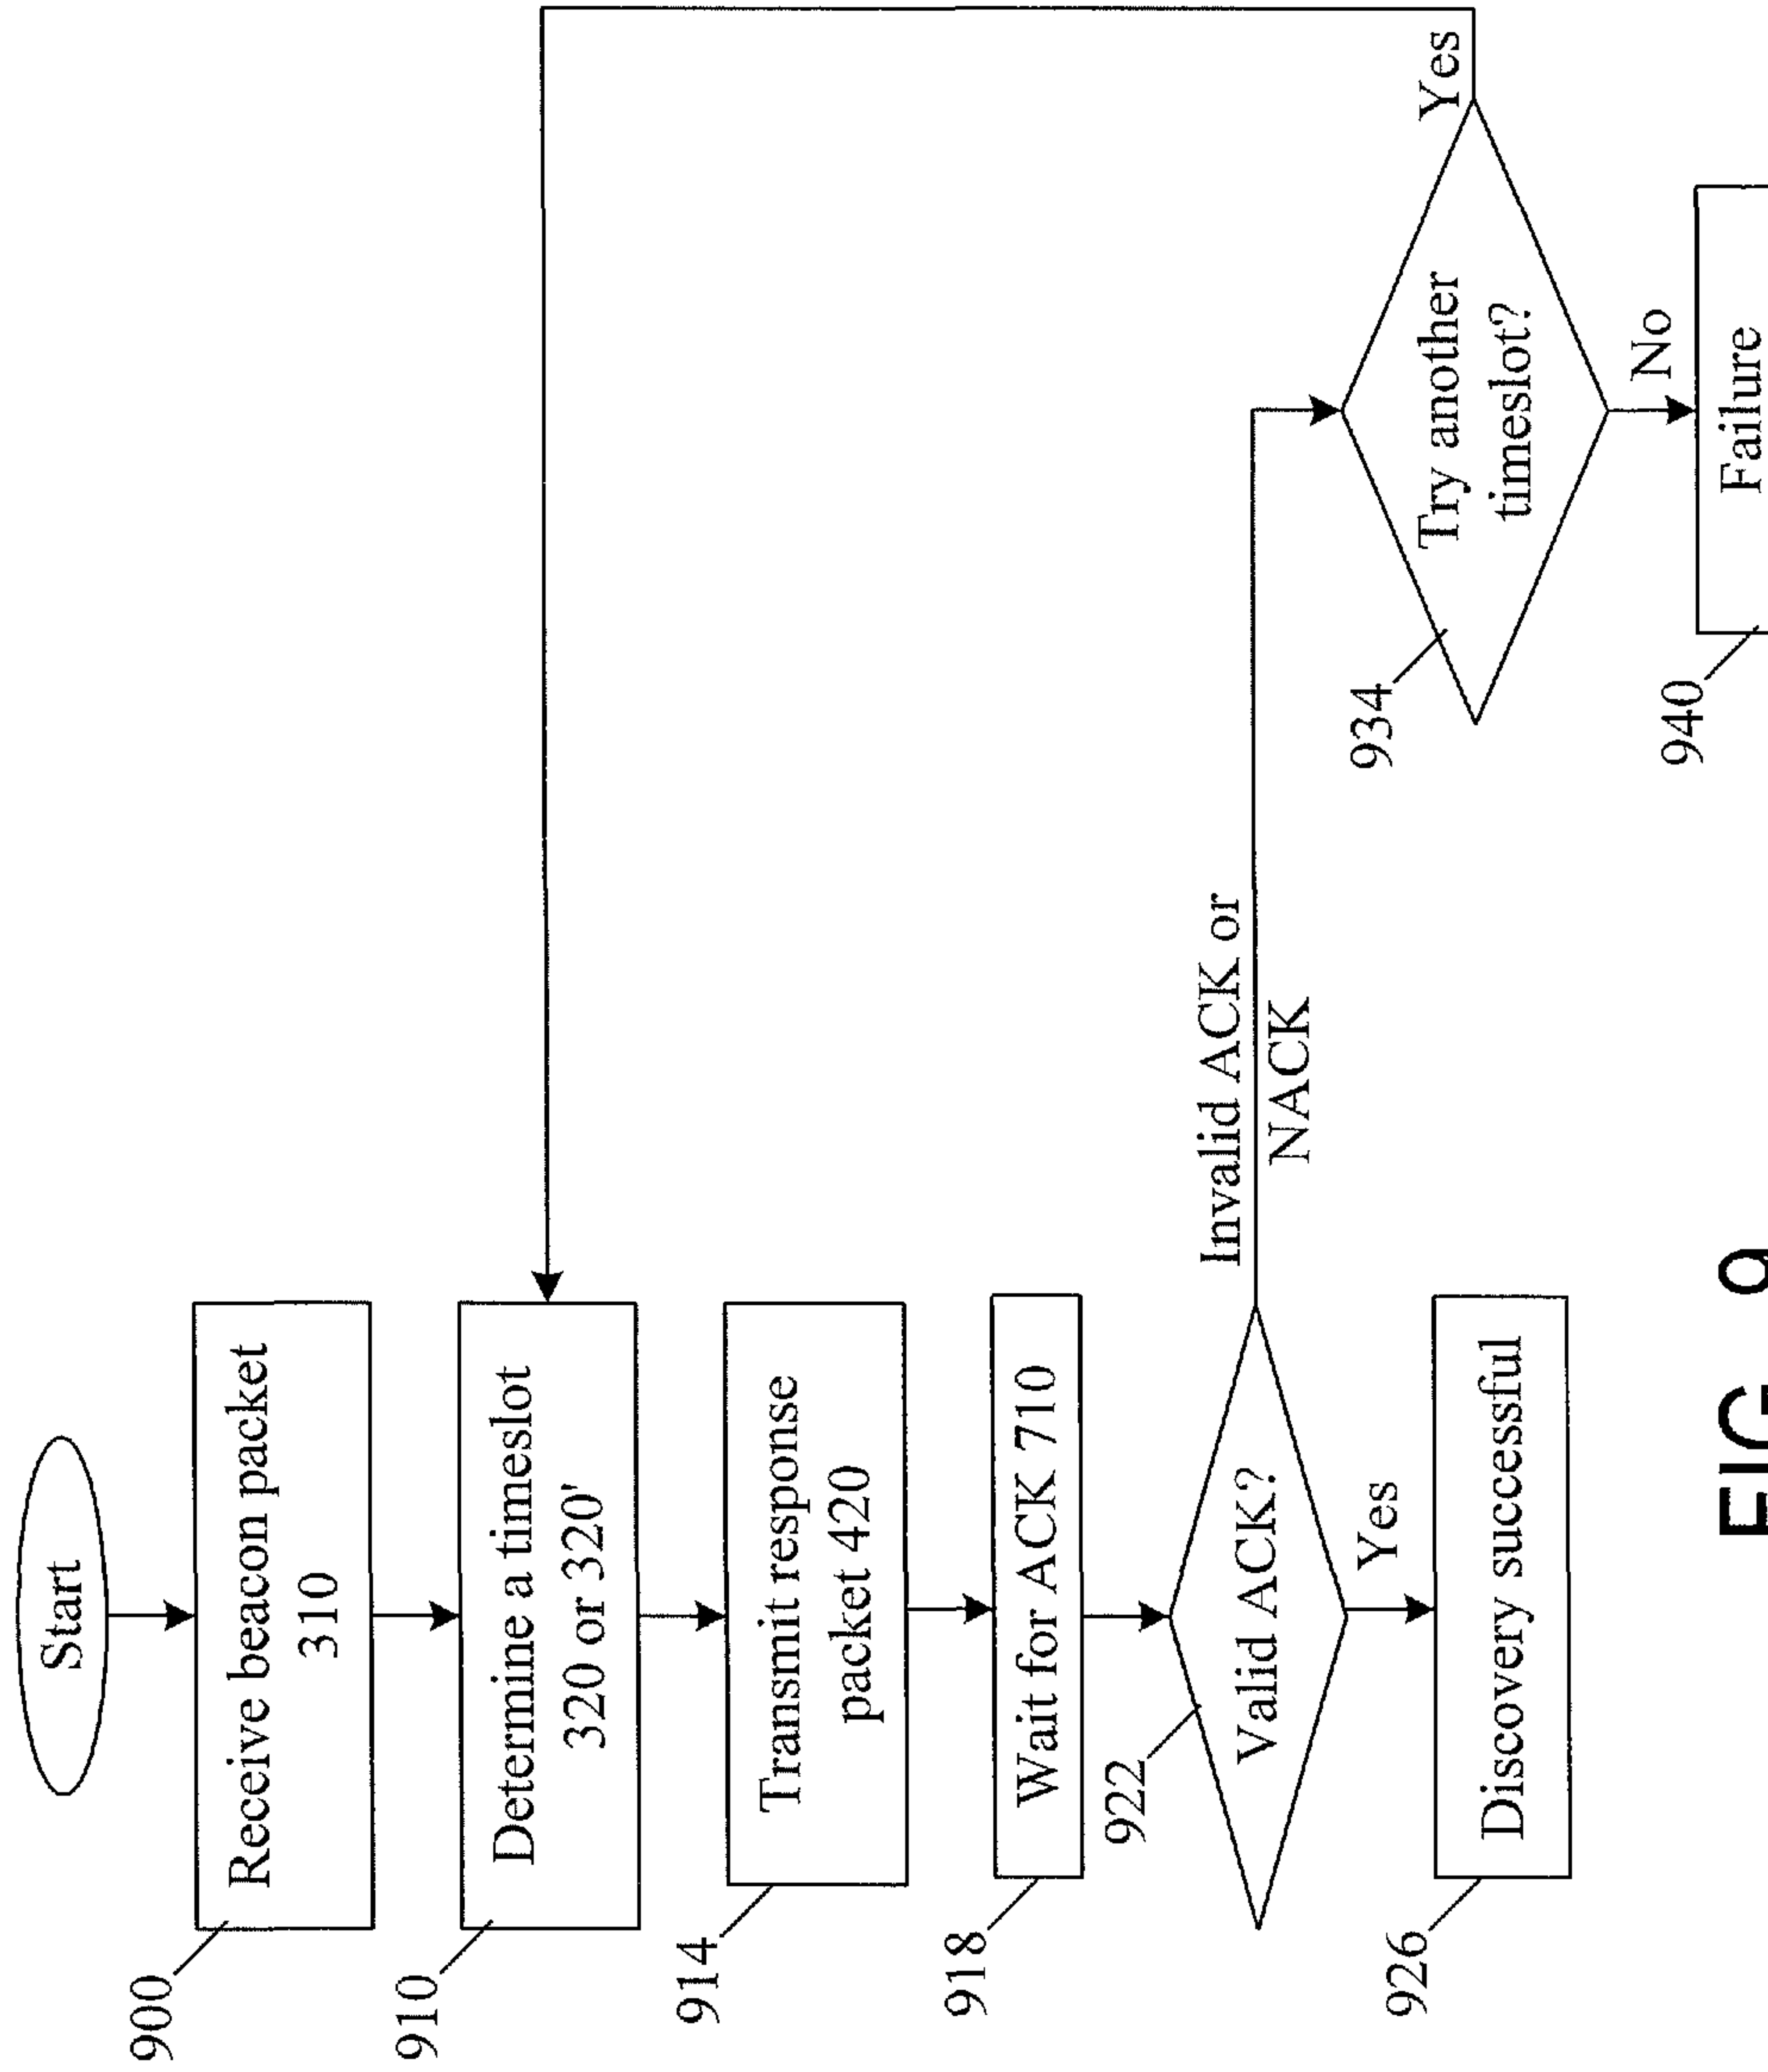 Start
900
Receive beacon packet
310
910
Determine a timeslot
320 or 320'
914
Transmit response
packet 420
918
Wait for ACK 710
922
Valid ACK?
Invalid ACK or
NACK
Yes
926
Discovery successful
934
Try another
timeslot?
Yes
No
940
Failure
FIG. 9